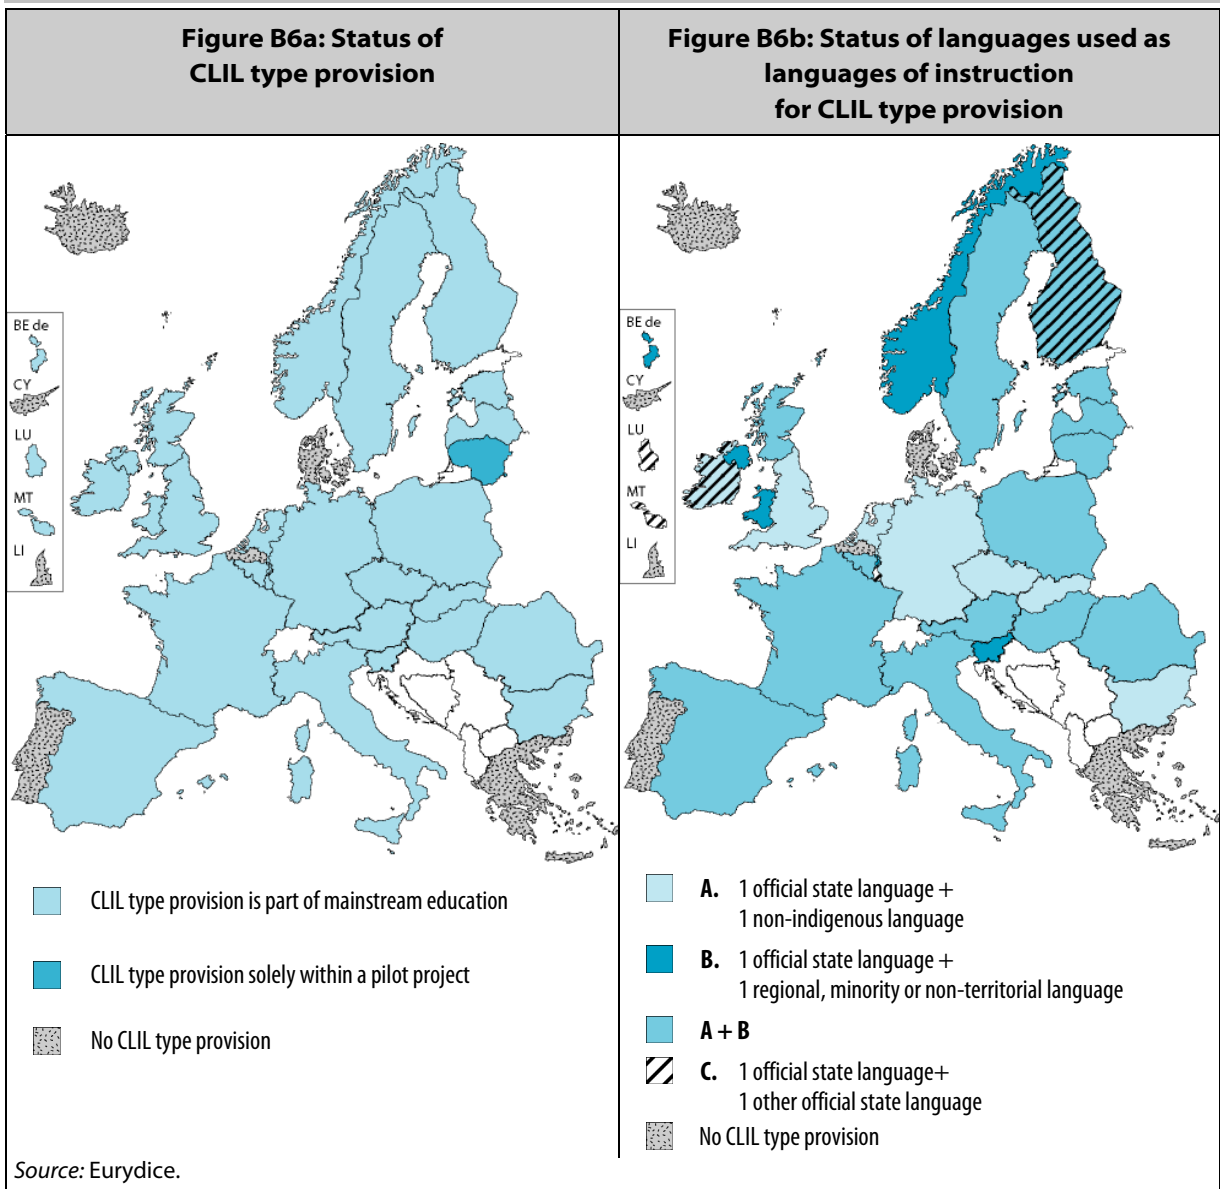 Figure B6a: Status of
CLIL type provision
Figure B6b: Status of languages used as
languages of instruction
for CLIL type provision
BE de
CY
LU
MT
LI
BE de
CY
LU
MT
LI
CLIL type provision is part of mainstream education
CLIL type provision solely within a pilot project
No CLIL type provision
A. 1 official state language +
1 non-indigenous language
B. 1 official state language +
1 regional, minority or non-territorial language
A + B
C. 1 official state language+
1 other official state language
No CLIL type provision
Source: Eurydice.